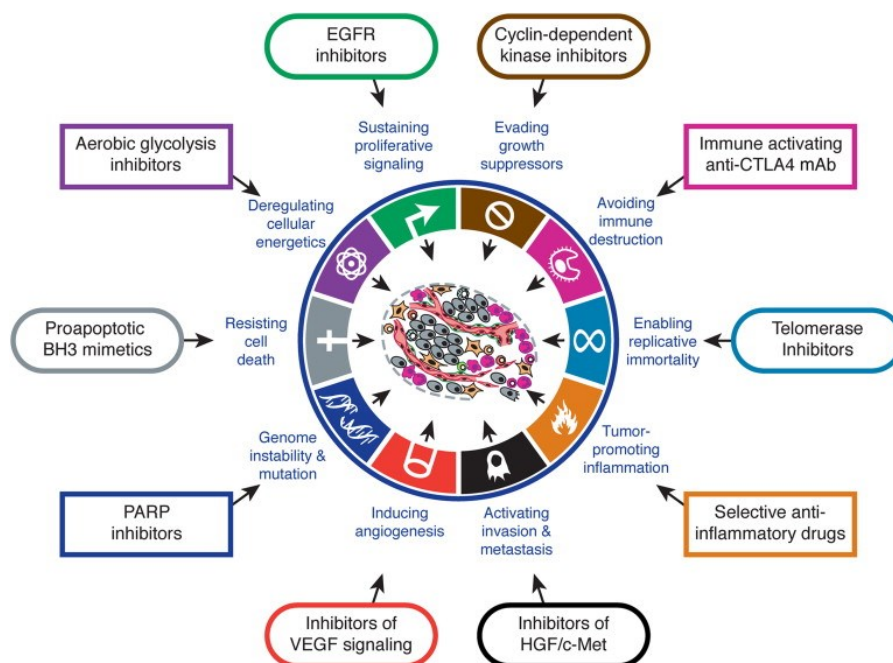 EGFR
inhibitors
Cyclin-dependent
kinase inhibitors
Sustaining
proliferative
signaling
Evading
growth
suppressors
Aerobic glycolysis
inhibitors
Immune activating
anti-CTLA4 mAb
Deregulating
cellular
energetics
Avoiding
immune
destruction
Proapoptotic
BH3 mimetics
Resisting
cell
death
Enabling
replicative
immortality
Telomerase
Inhibitors
Genome
instability &
mutation
Tumor-
promoting
inflammation
PARP
inhibitors
Inducing
angiogenesis
Activating
invasion &
metastasis
Selective anti-
inflammatory drugs
Inhibitors of
VEGF signaling
Inhibitors of
HGF/c-Met